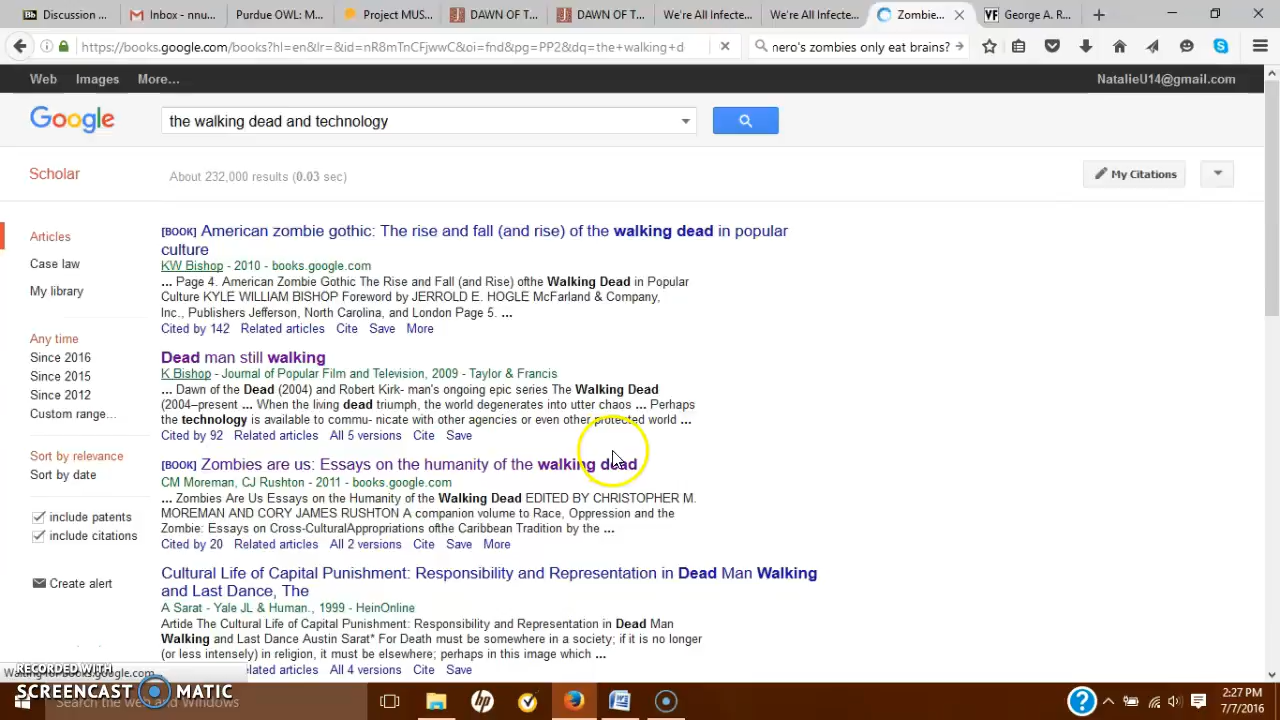 Bb Discussion ...
Inbox - nnu...
Purdue OWL: M...
Project MUS...
DAWN OF T...
DAWN OF T...
We're All Infecte...
We're All Infecte...
Zombie...
VF George A. R...
https://books.google.com/books?hl=en&lr=&id=nR8mTnCFjwwC&oi=fnd&pg=PP2&dq=the+walking+d
nero's zombies only eat brains?
Web Images More...
NatalieU14@gmail.com
Google
the walking dead and technology
Scholar
About 232,000 results (0.03 sec)
My Citations
Articles
Case law
My library
Any time
Since 2016
Since 2015
Since 2012
Custom range...
Sort by relevance
Sort by date
include patents
include citations
Create alert
[BOOK] American zombie gothic: The rise and fall (and rise) of the walking dead in popular
culture
KW Bishop - 2010 - books.google.com
... Page 4. American Zombie Gothic The Rise and Fall (and Rise) ofthe Walking Dead in Popular
Culture KYLE WILLIAM BISHOP Foreword by JERROLD E. HOGLE McFarland & Company,
Inc., Publishers Jefferson, North Carolina, and London Page 5. ...
Cited by 142 Related articles Cite Save More
Dead man still walking
K Bishop - Journal of Popular Film and Television, 2009 - Taylor & Francis
... Dawn of the Dead (2004) and Robert Kirk- man's ongoing epic series The Walking Dead
(2004–present ... When the living dead triumph, the world degenerates into utter chaos ... Perhaps
the technology is available to commu- nicate with other agencies or even other protected world ...
Cited by 92 Related articles All 5 versions Cite Save
[BOOK] Zombies are us: Essays on the humanity of the walking dead
CM Moreman, CJ Rushton - 2011 - books.google.com
... Zombies Are Us Essays on the Humanity of the Walking Dead EDITED BY CHRISTOPHER M.
MOREMAN AND CORY JAMES RUSHTON A companion volume to Race, Oppression and the
Zombie: Essays on Cross-CulturalAppropriations ofthe Caribbean Tradition by the ...
Cited by 20 Related articles All 2 versions Cite Save More
Cultural Life of Capital Punishment: Responsibility and Representation in Dead Man Walking
and Last Dance, The
A Sarat - Yale JL & Human., 1999 - HeinOnline
Artide The Cultural Life of Capital Punishment: Responsibility and Representation in Dead Man
Walking and Last Dance Austin Sarat* For Death must be somewhere in a society; if it is no longer
(or less intensely) in religion, it must be elsewhere; perhaps in this image which ...
Related articles All 4 versions Cite Save
Waiting for books.google.com...
RECORDED WITH
SCREENCAST MATIC
Search the web and Windows
hp
2:27 PM
7/7/2016